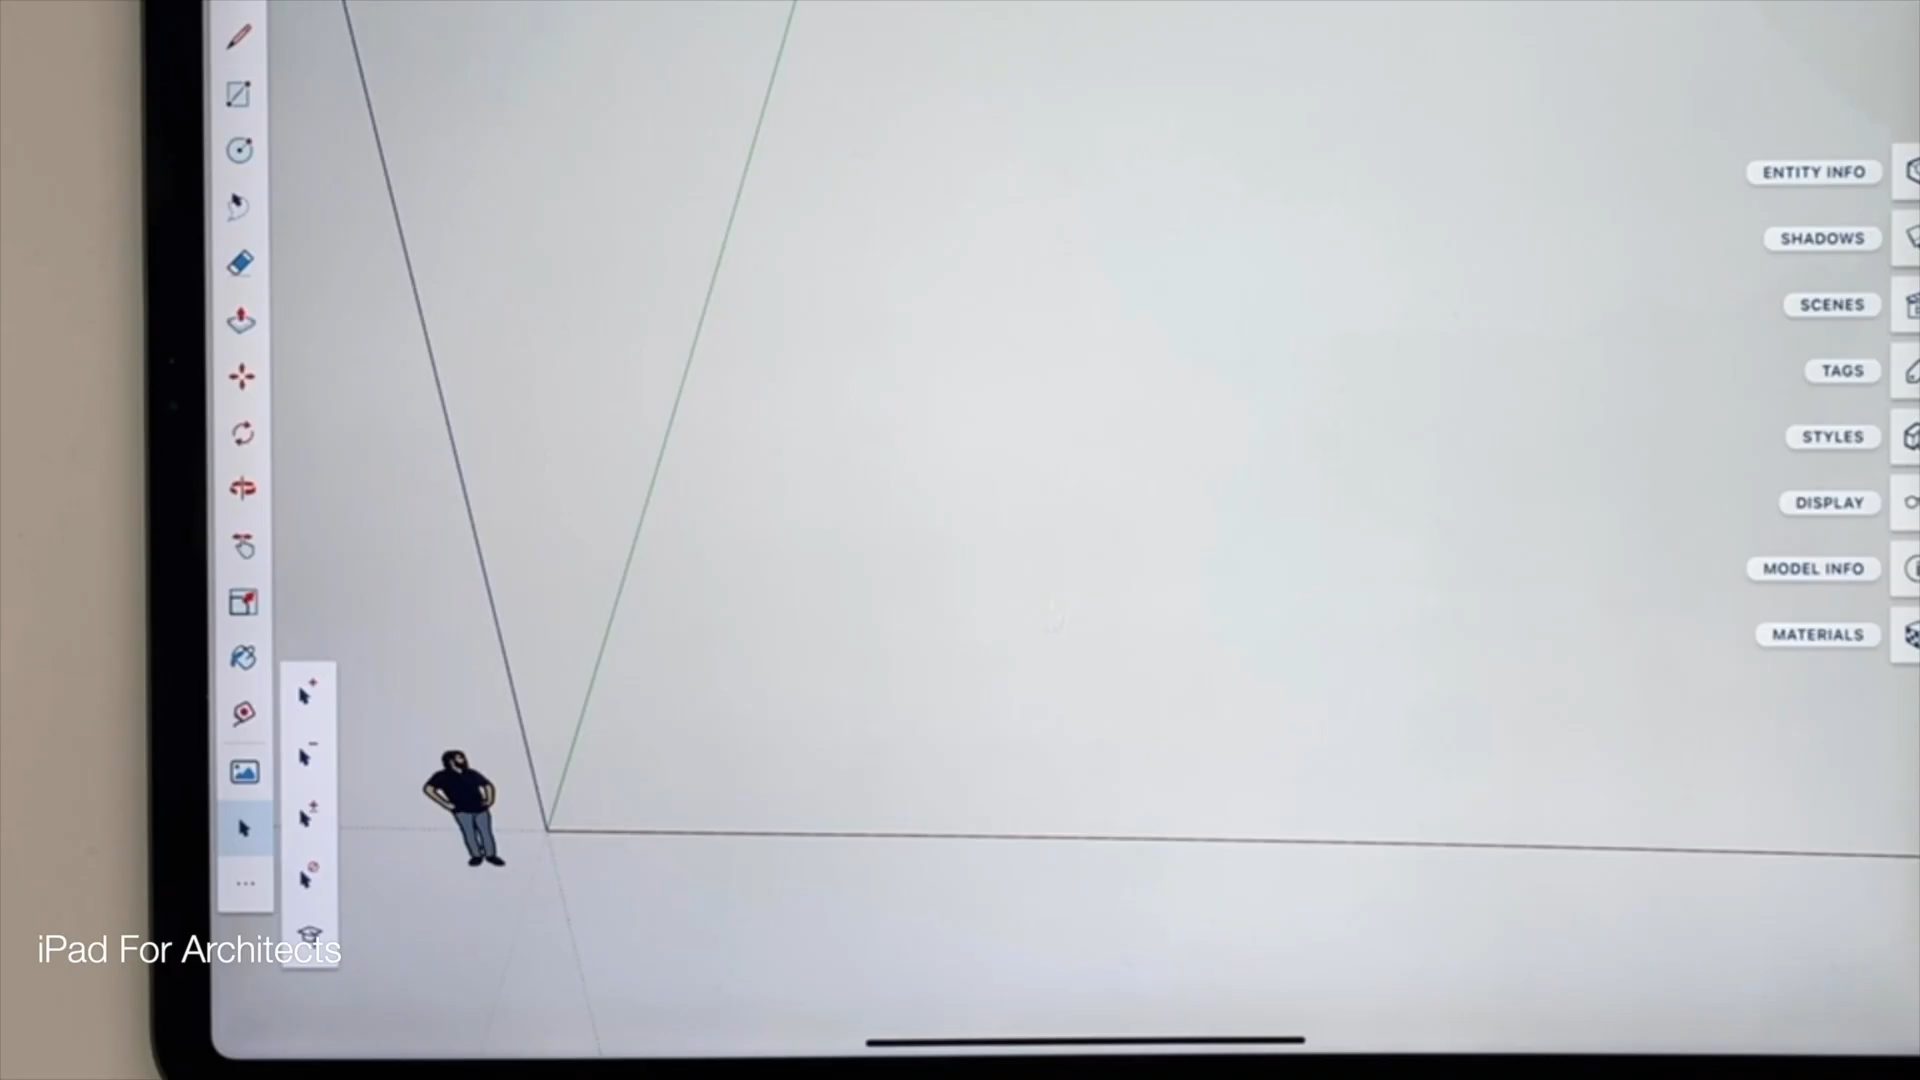 ENTITY INFO
SHADOWS
SCENES
TAGS
STYLES
DISPLAY
MODEL INFO
MATERIALS
iPad For Architects